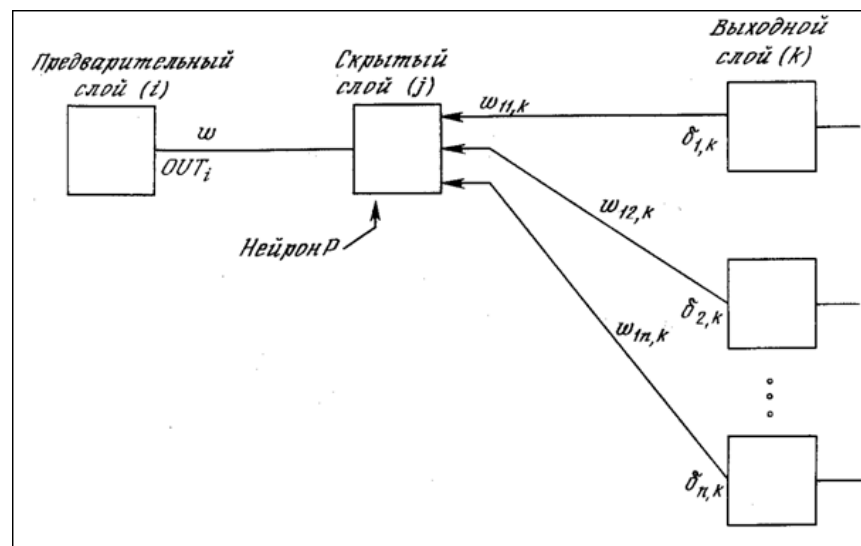 Предварительный
слой (i)
Скрытый
слой (j)
Выходной
слой (k)
w
OUTi
w11,k
δ1,k
w12,k
Нейрон P
δ2,k
w1n,k
δn,k